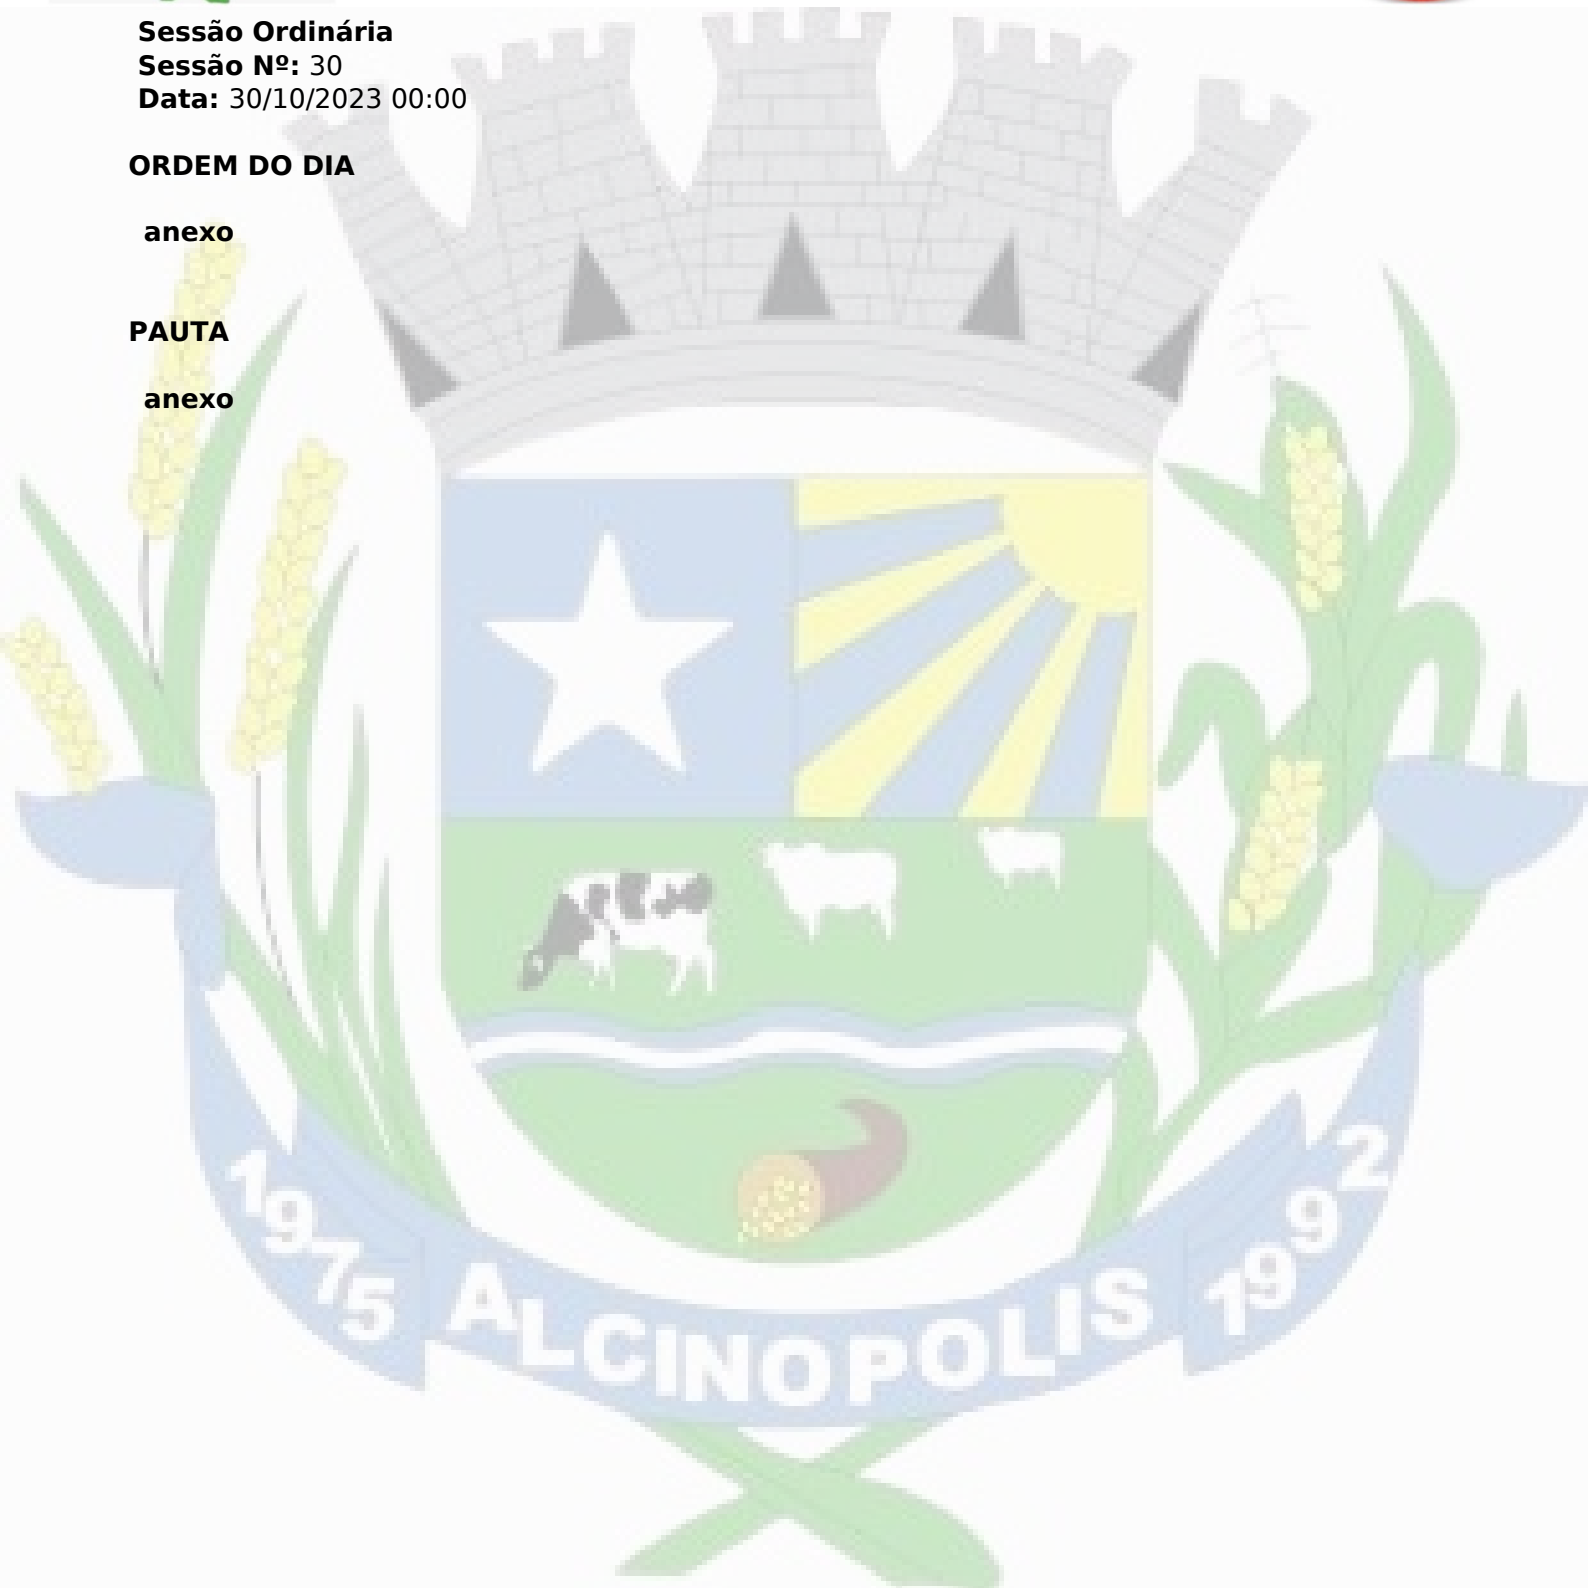 Sessão Ordinária
Sessão Nº: 30
Data: 30/10/2023 00:00
ORDEM DO DIA
anexo
PAUTA
anexo
1975 ALCINOPOLIS 1992